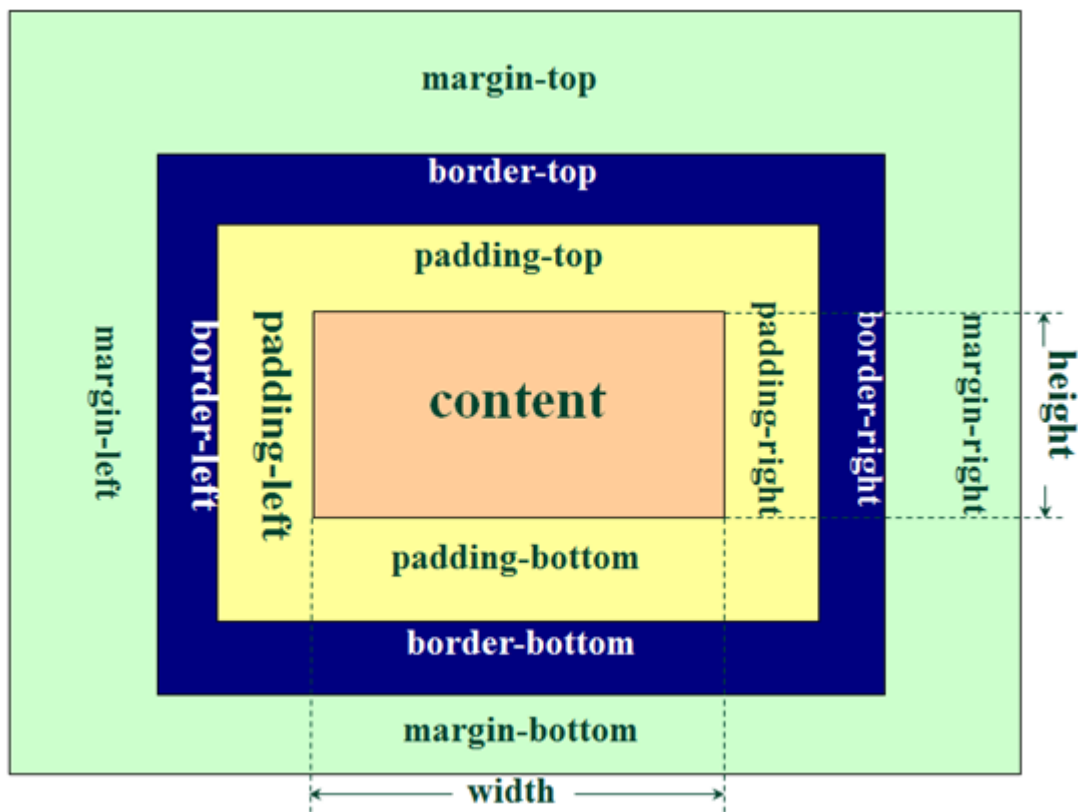 margin-top
border-top
padding-top
margin-left
border-left
padding-left
content
padding-right
border-right
margin-right
height
padding-bottom
border-bottom
margin-bottom
width